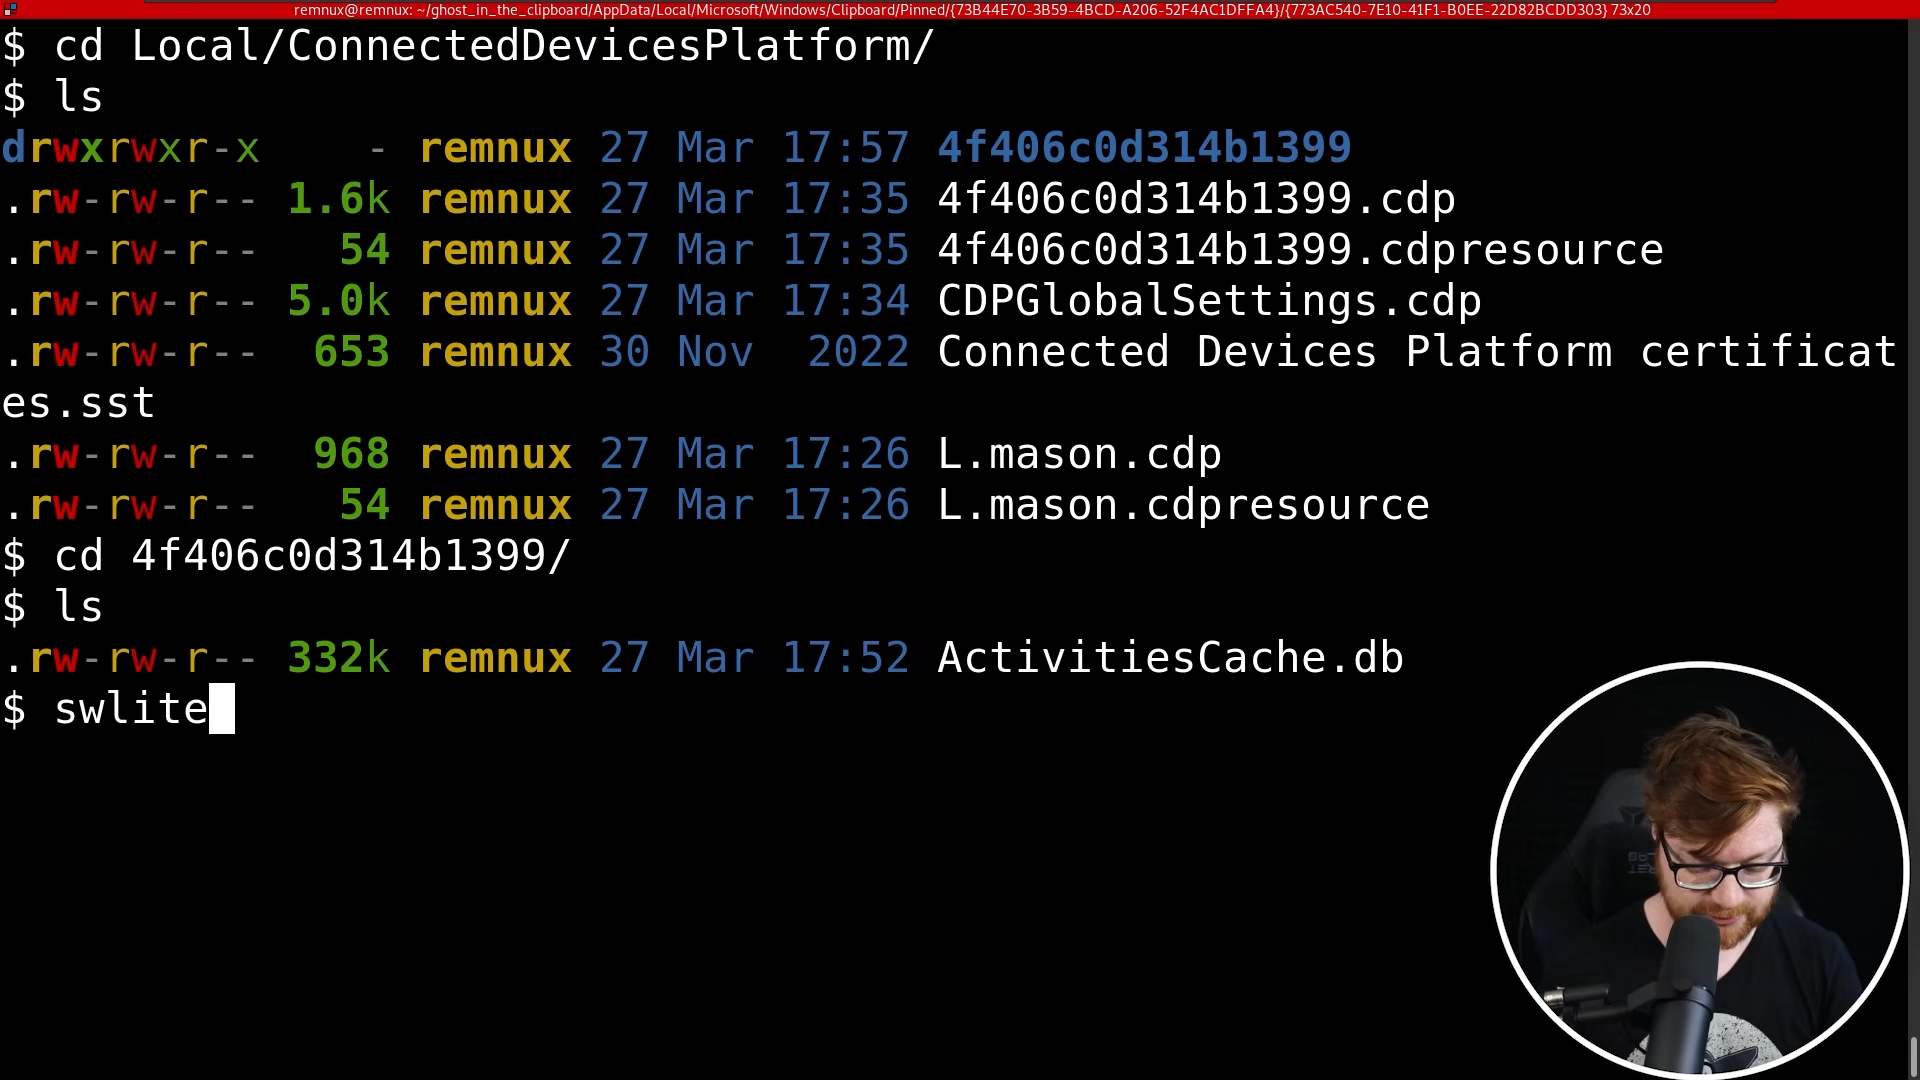 remnux@remnux: ~/ghost_in_the_clipboard/AppData/Local/Microsoft/Windows/Clipboard/Pinned/{73B44E70-3B59-4BCD-A206-52F4AC1DFFA4}/{773AC540-7E10-41F1-B0EE-22D82BCDD303} 73x20
$ cd Local/ConnectedDevicesPlatform/
$ ls
drwxrwxr-x    - remnux 27 Mar 17:57 4f406c0d314b1399
.rw-rw-r-- 1.6k remnux 27 Mar 17:35 4f406c0d314b1399.cdp
.rw-rw-r--   54 remnux 27 Mar 17:35 4f406c0d314b1399.cdpresource
.rw-rw-r-- 5.0k remnux 27 Mar 17:34 CDPGlobalSettings.cdp
.rw-rw-r--  653 remnux 30 Nov  2022 Connected Devices Platform certificat
es.sst
.rw-rw-r--  968 remnux 27 Mar 17:26 L.mason.cdp
.rw-rw-r--   54 remnux 27 Mar 17:26 L.mason.cdpresource
$ cd 4f406c0d314b1399/
$ ls
.rw-rw-r-- 332k remnux 27 Mar 17:52 ActivitiesCache.db
$ swlite